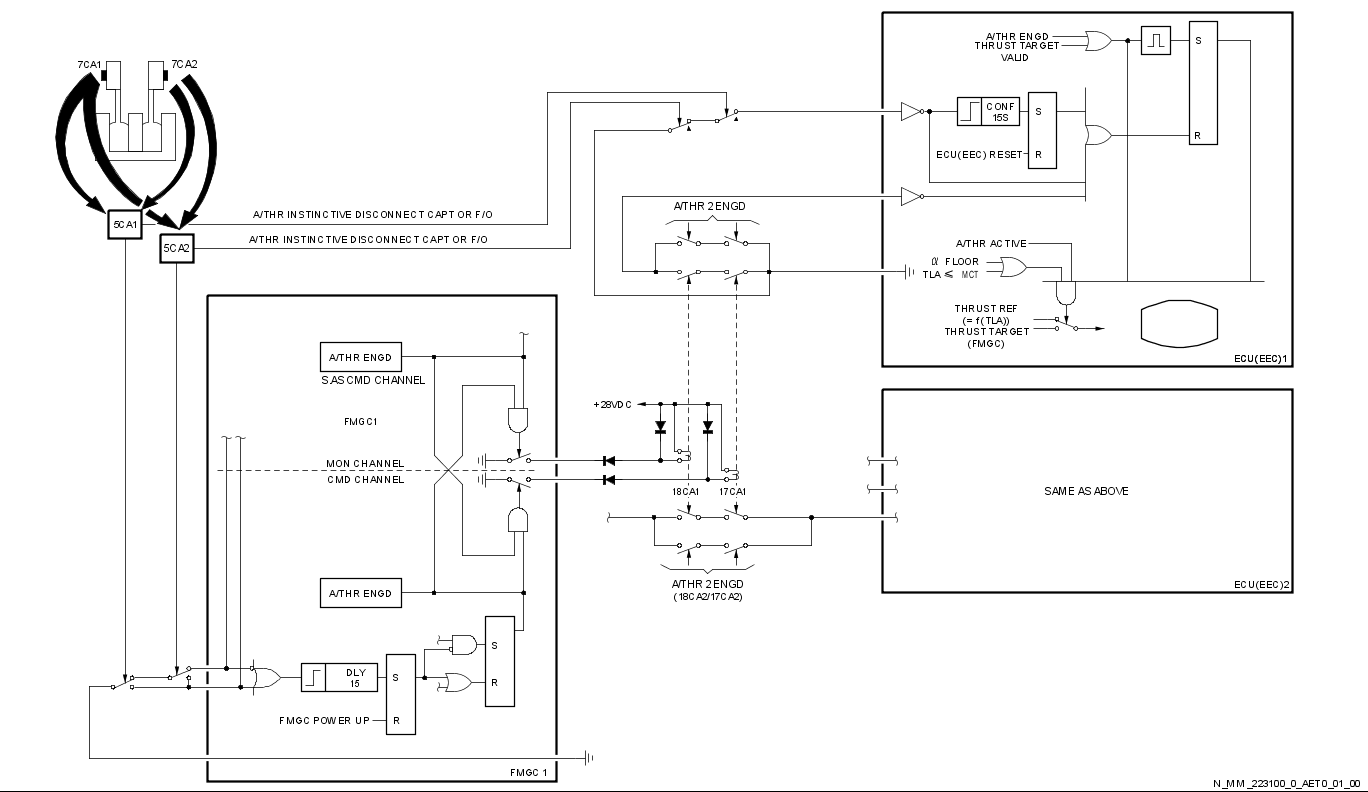 7CA1
7CA2
5CA1
5CA2
A/THR INSTINCTIVE DISCONNECT CAPT OR F/O
A/THR INSTINCTIVE DISCONNECT CAPT OR F/O
A/THR ENGD
THRUST TARGET
VALID
S
R
CONF
15S
S
R
ECU(EEC) RESET
A/THR 2 ENGD
A/THR ACTIVE
α FLOOR
TLA ⩽ MCT
THRUST REF
(= f(TLA))
THRUST TARGET
(FMGC)
ECU(EEC)1
A/THR ENGD
S.AS CMD CHANNEL
FMGC1
MON CHANNEL
CMD CHANNEL
+28VDC
18CA1
17CA1
SAME AS ABOVE
ECU(EEC)2
A/THR 2 ENGD
(18CA2/17CA2)
A/THR ENGD
S
R
DLY
15
S
R
FMGC POWER UP
FMGC 1
N_MM_223100_0_AET0_01_00